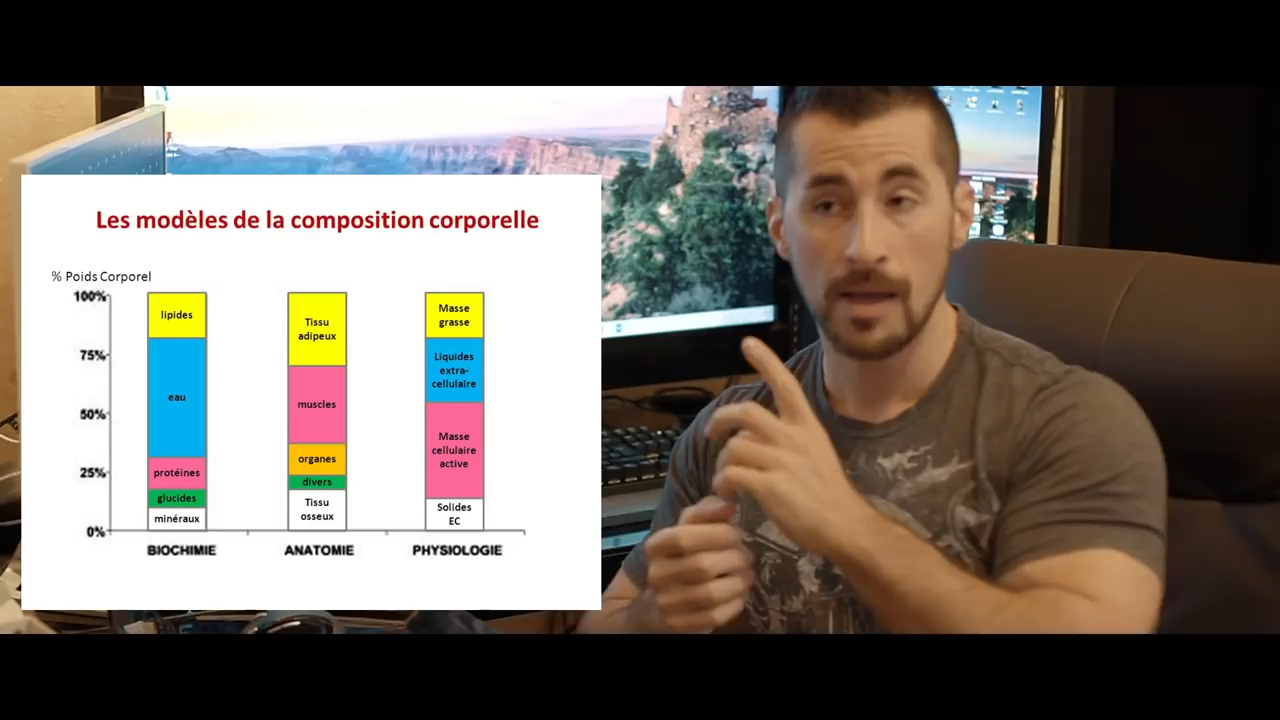 Les modèles de la composition corporelle
% Poids Corporel
100%
75%
50%
25%
0%
lipides
eau
protéines
glucides
minéraux
Tissu
adipeux
muscles
organes
divers
Tissu
osseux
Masse
grasse
Liquides
extra-
cellulaire
Masse
cellulaire
active
Solides
EC
BIOCHIMIE
ANATOMIE
PHYSIOLOGIE